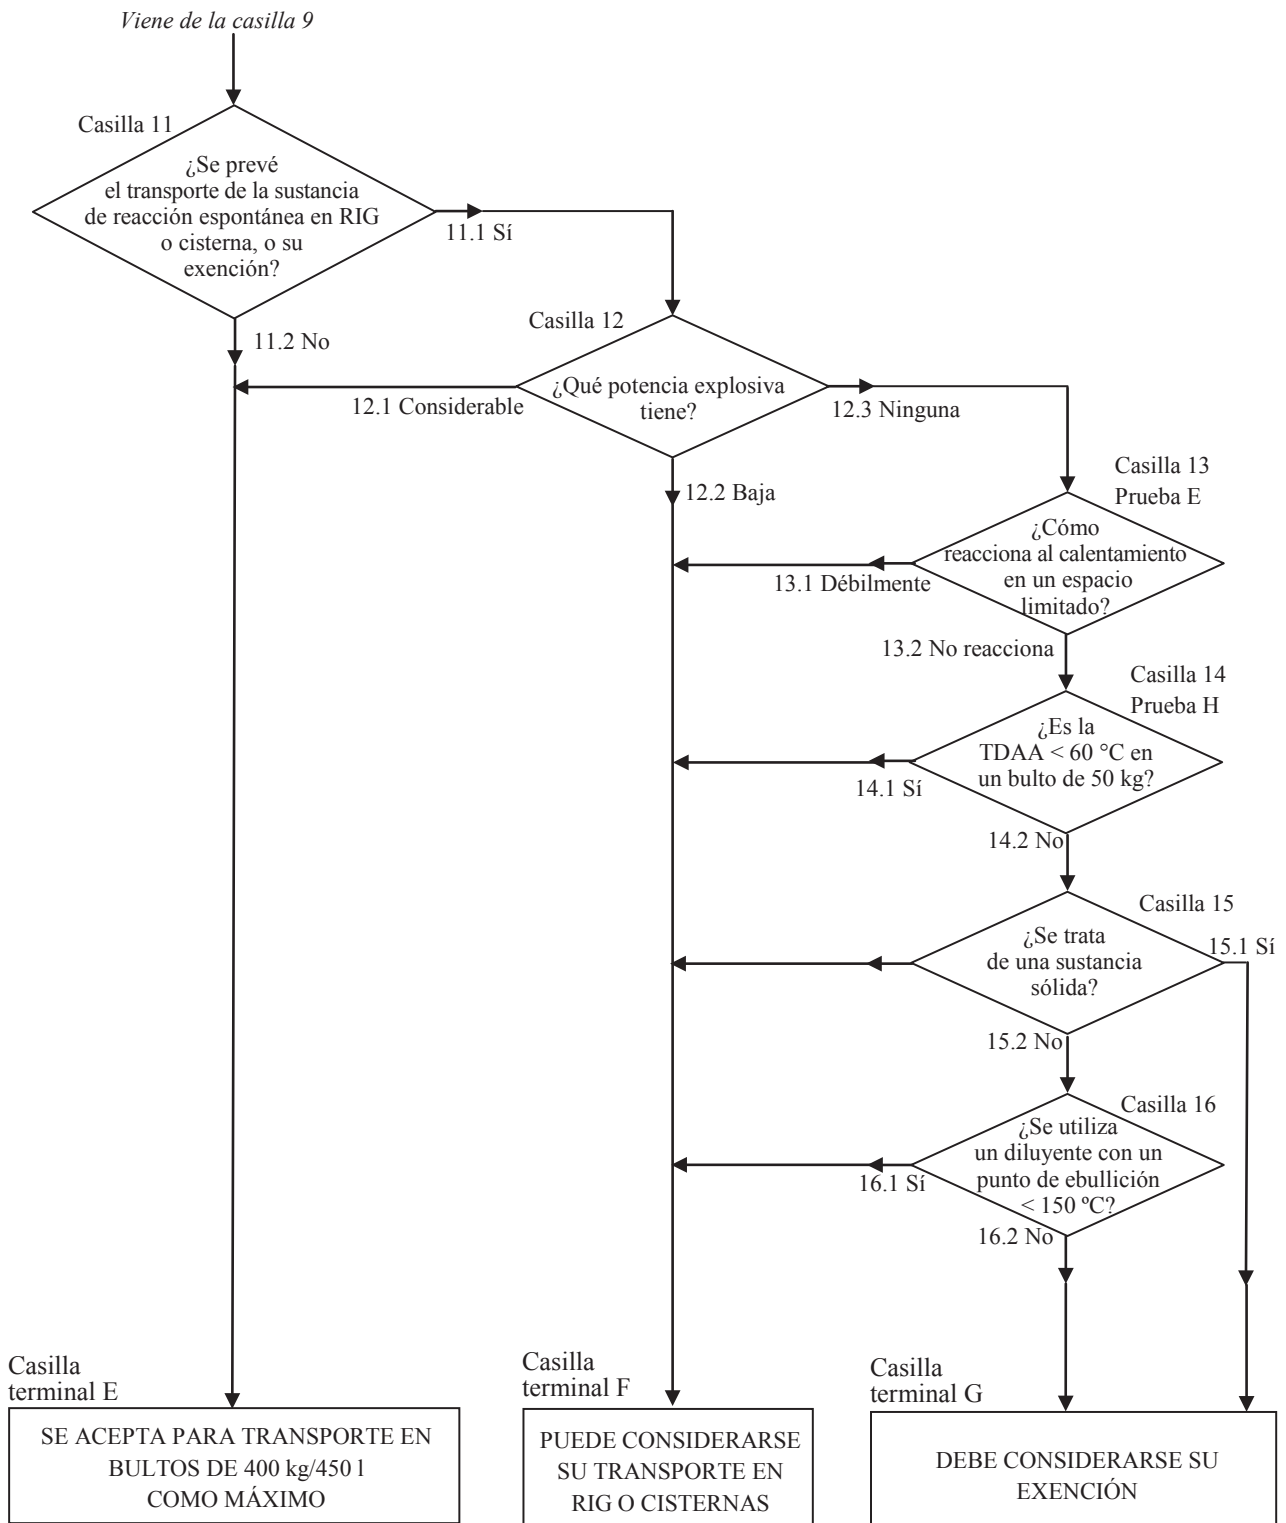 Viene de la casilla 9
Casilla 11
¿Se prevé
el transporte de la sustancia
de reacción espontánea en RIG
o cisterna, o su
exención?
11.1 Sí
11.2 No
Casilla 12
¿Qué potencia explosiva
tiene?
12.1 Considerable
12.3 Ninguna
12.2 Baja
Casilla 13
Prueba E
¿Cómo
reacciona al calentamiento
en un espacio
limitado?
13.1 Débilmente
13.2 No reacciona
Casilla 14
Prueba H
¿Es la
TDAA < 60 °C en
un bulto de 50 kg?
14.1 Sí
14.2 No
Casilla 15
¿Se trata
de una sustancia
sólida?
15.1 Sí
15.2 No
Casilla 16
¿Se utiliza
un diluyente con un
punto de ebullición
< 150 ºC?
16.1 Sí
16.2 No
Casilla
terminal E
SE ACEPTA PARA TRANSPORTE EN
BULTOS DE 400 kg/450 l
COMO MÁXIMO
Casilla
terminal F
PUEDE CONSIDERARSE
SU TRANSPORTE EN
RIG O CISTERNAS
Casilla
terminal G
DEBE CONSIDERARSE SU
EXENCIÓN